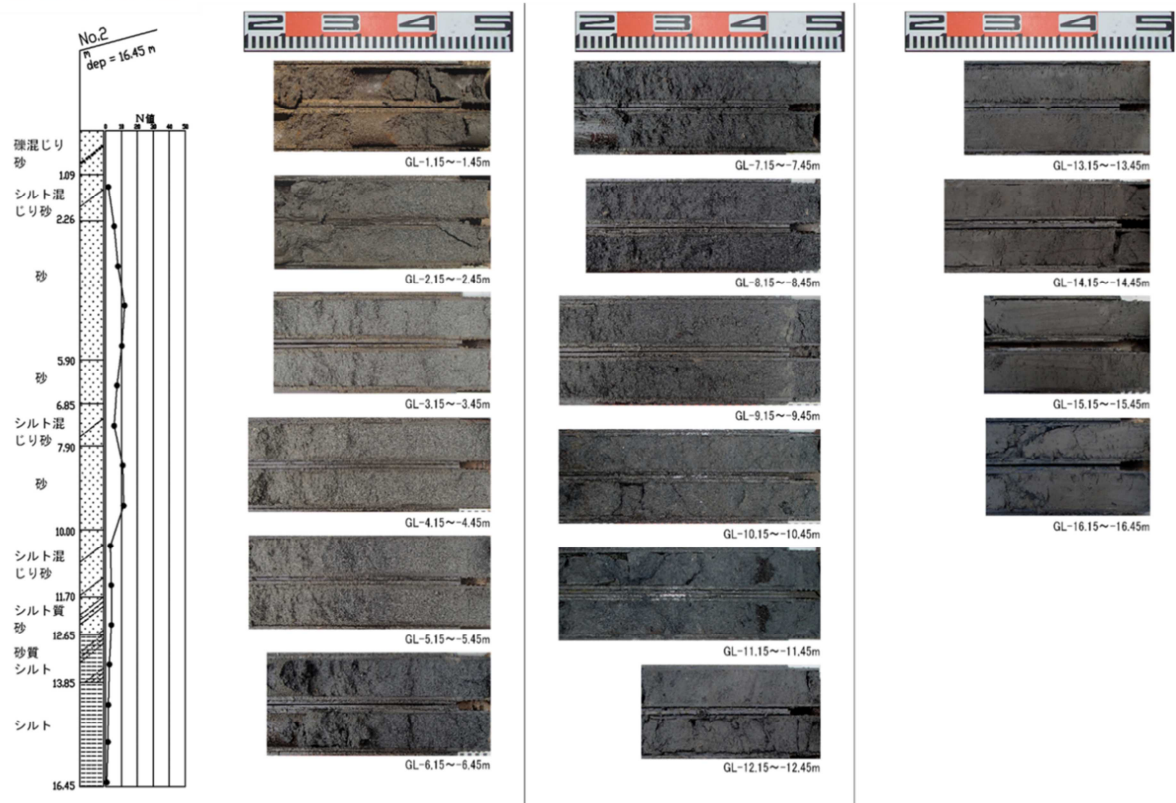 No.2
m
dep = 16.45 m
N値
0 10 20 30 40 50
礫混じり
砂
1.09
シルト混
じり砂
2.26
砂
5.90
砂
6.85
シルト混
じり砂
7.90
砂
10.00
シルト混
じり砂
11.70
シルト質
砂
12.65
砂質
シルト
13.85
シルト
16.45
2 3 4 5
GL-1.15～-1.45m
GL-2.15～-2.45m
GL-3.15～-3.45m
GL-4.15～-4.45m
GL-5.15～-5.45m
GL-6.15～-6.45m
2 3 4 5
GL-7.15～-7.45m
GL-8.15～-8.45m
GL-9.15～-9.45m
GL-10.15～-10.45m
GL-11.15～-11.45m
GL-12.15～-12.45m
2 3 4 5
GL-13.15～-13.45m
GL-14.15～-14.45m
GL-15.15～-15.45m
GL-16.15～-16.45m